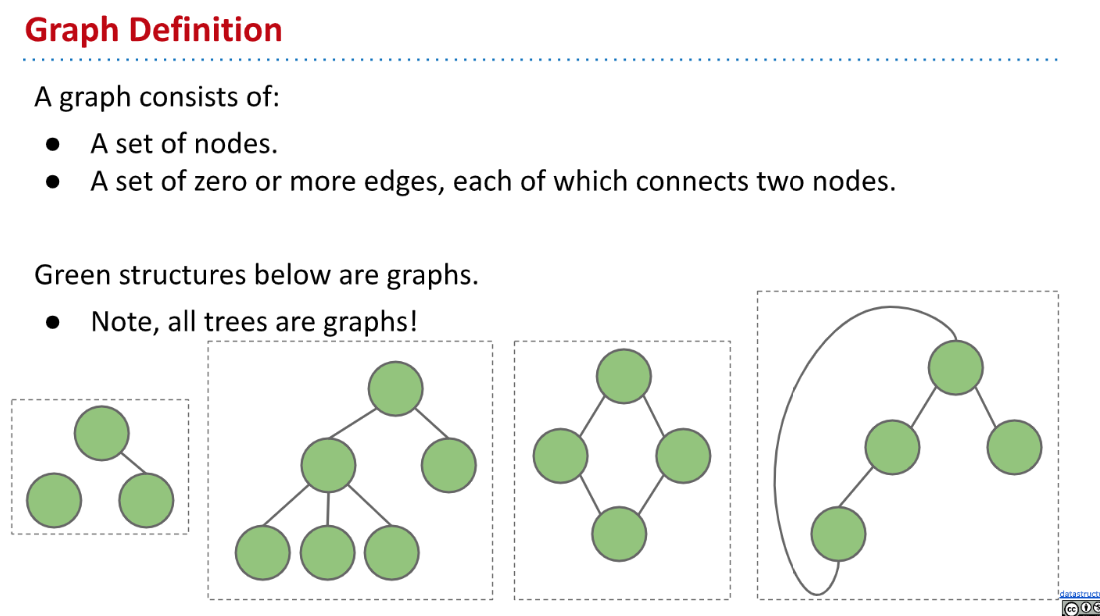 Graph Definition
A graph consists of:
● A set of nodes.
● A set of zero or more edges, each of which connects two nodes.
Green structures below are graphs.
● Note, all trees are graphs!
cc